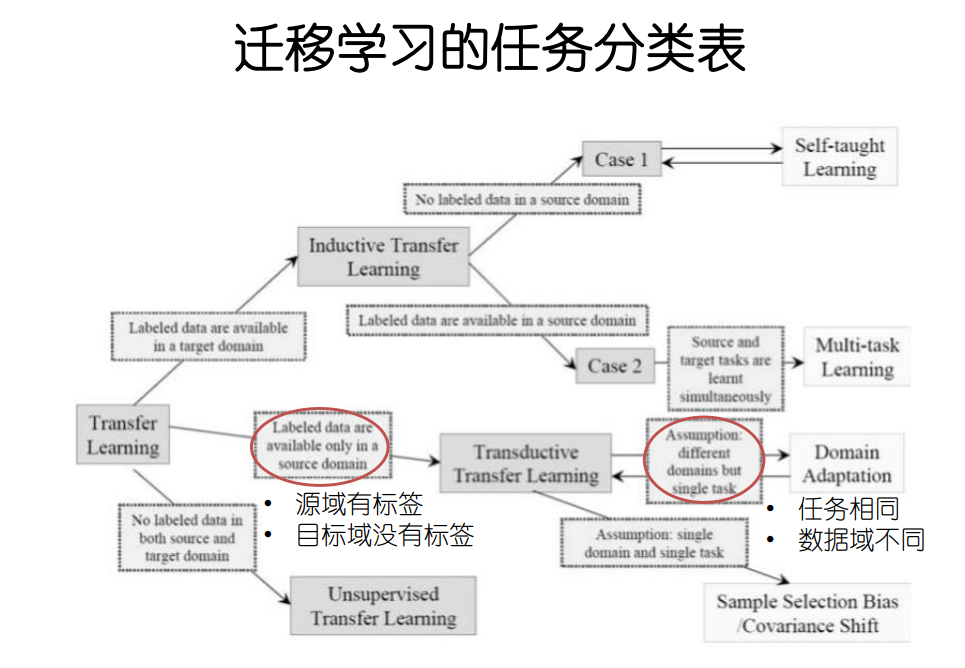 迁移学习的任务分类表
Self-taught
Learning
Case 1
No labeled data in a source domain
Inductive Transfer
Learning
Labeled data are available
in a target domain
Labeled data are available in a source domain
Case 2
Source and
target tasks are
learnt
simultaneously
Multi-task
Learning
Transfer
Learning
Labeled data are
available only in a
source domain
Transductive
Transfer Learning
Assumption:
different
domains but
single task
Domain
Adaptation
• 源域有标签
• 目标域没有标签
• 任务相同
• 数据域不同
No labeled data in
both source and
target domain
Assumption: single
domain and single task
Unsupervised
Transfer Learning
Sample Selection Bias
/Covariance Shift